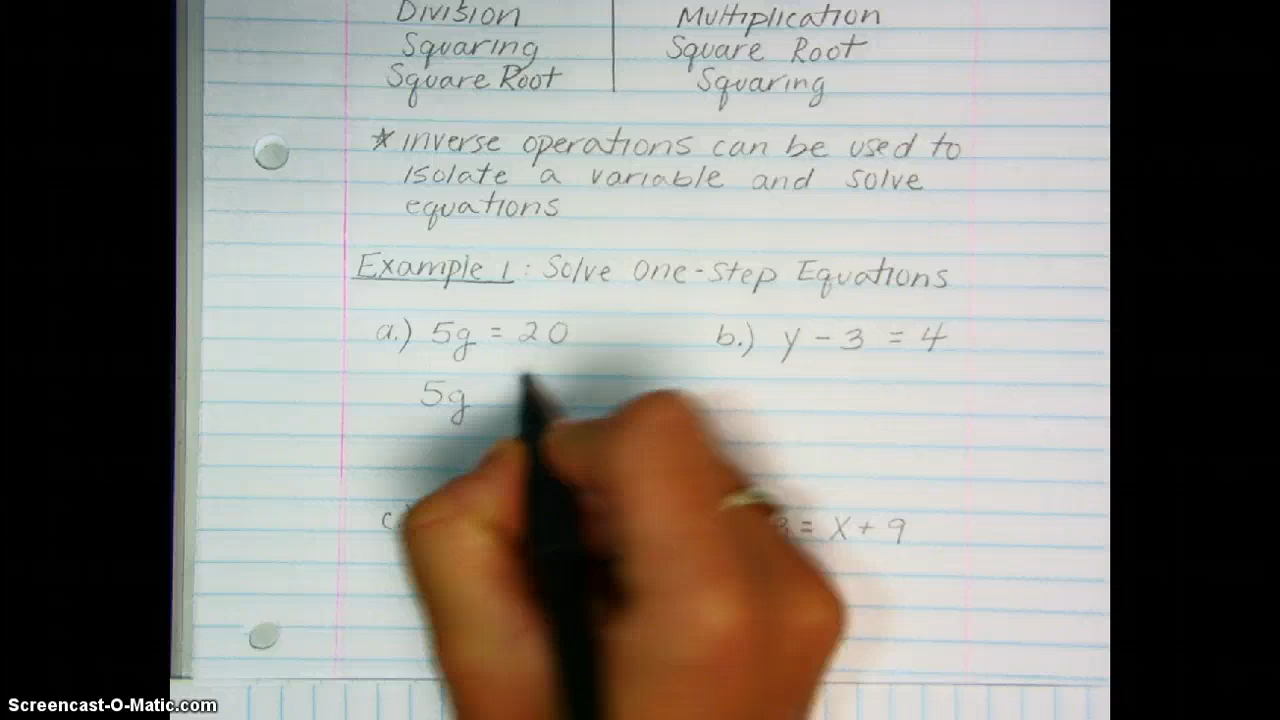 Division Multiplication
Squaring Square Root
Square Root Squaring
* inverse operations can be used to
isolate a variable and solve
equations
Example 1: Solve One-Step Equations
a.) 5g = 20 b.) y - 3 = 4
5g
c = x + 9
Screencast-O-Matic.com